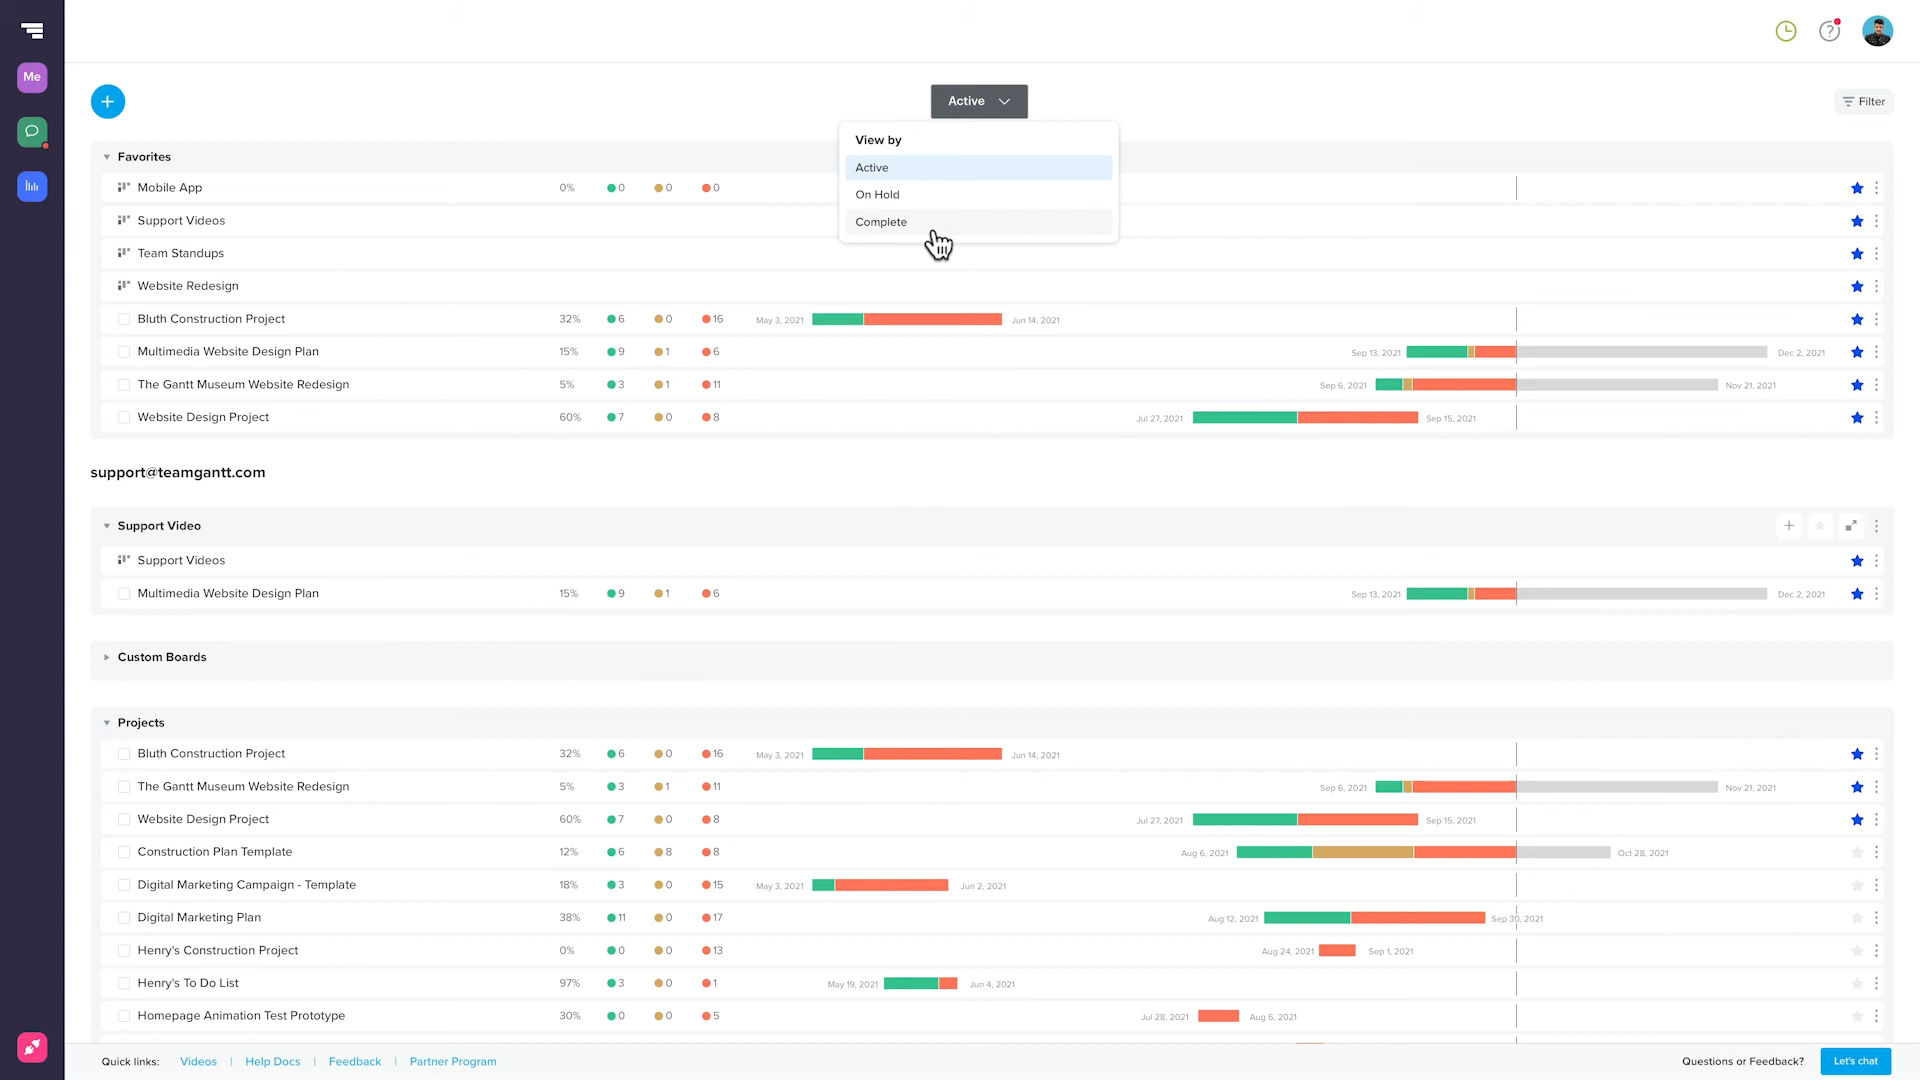 Me
Active
Filter
View by
Active
On Hold
Complete
Favorites
Mobile App 0% 0 0 0
Support Videos
Team Standups
Website Redesign
Bluth Construction Project 32% 6 0 16 May 3, 2021 Jun 14, 2021
Multimedia Website Design Plan 15% 9 1 6 Sep 13, 2021 Dec 2, 2021
The Gantt Museum Website Redesign 5% 3 1 11 Sep 6, 2021 Nov 21, 2021
Website Design Project 60% 7 0 8 Jul 27, 2021 Sep 15, 2021
support@teamgantt.com
Support Video
Support Videos
Multimedia Website Design Plan 15% 9 1 6 Sep 13, 2021 Dec 2, 2021
Custom Boards
Projects
Bluth Construction Project 32% 6 0 16 May 3, 2021 Jun 14, 2021
The Gantt Museum Website Redesign 5% 3 1 11 Sep 6, 2021 Nov 21, 2021
Website Design Project 60% 7 0 8 Jul 27, 2021 Sep 15, 2021
Construction Plan Template 12% 6 8 8 Aug 6, 2021 Oct 28, 2021
Digital Marketing Campaign - Template 18% 3 0 15 May 3, 2021 Jun 2, 2021
Digital Marketing Plan 38% 11 0 17 Aug 12, 2021 Sep 30, 2021
Henry's Construction Project 0% 0 0 13 Aug 24, 2021 Sep 1, 2021
Henry's To Do List 97% 3 0 1 May 19, 2021 Jun 4, 2021
Homepage Animation Test Prototype 30% 0 0 5 Jul 28, 2021 Aug 6, 2021
Quick links: Videos | Help Docs | Feedback | Partner Program Questions or Feedback? Let's chat